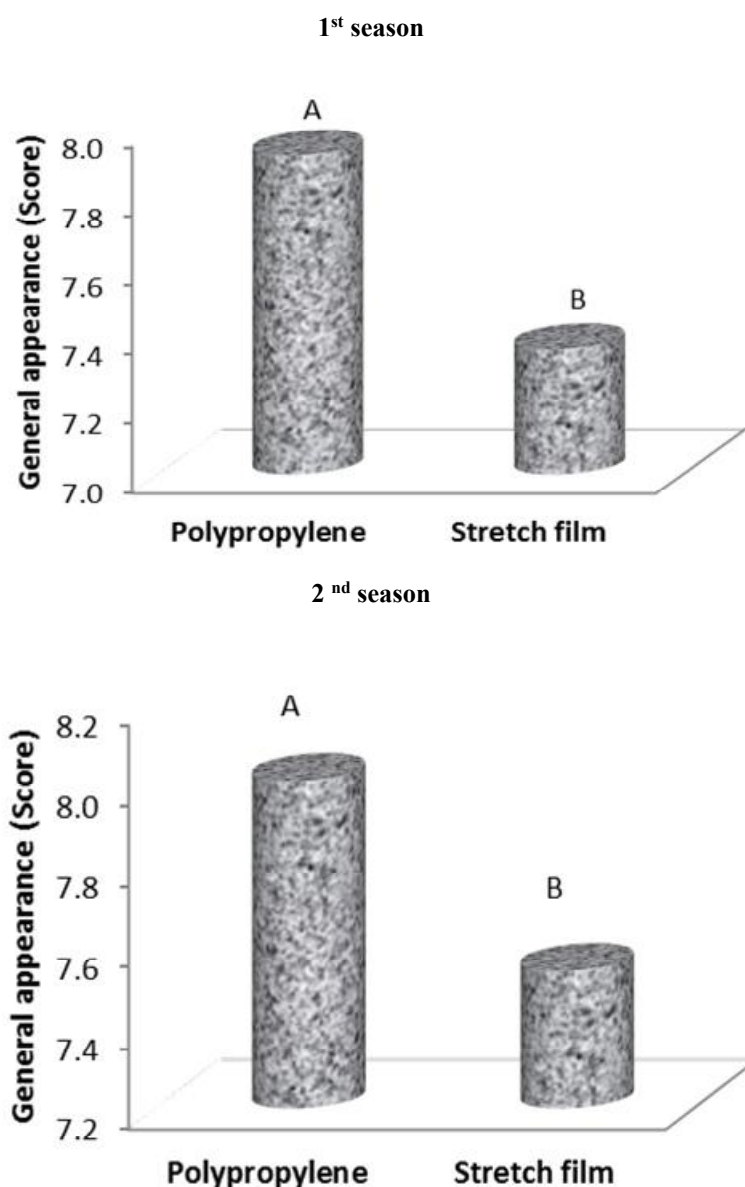 1st season
General appearance (Score)
A
8.0
7.8
B
7.6
7.4
7.2
7.0
Polypropylene Stretch film
2 nd season
General appearance (Score)
A
8.2
8.0
7.8
B
7.6
7.4
7.2
Polypropylene Stretch film